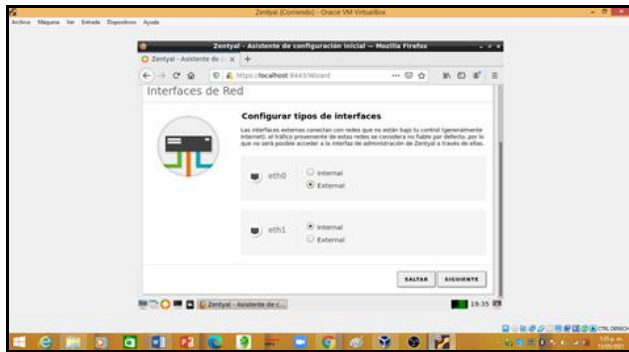 Zentyal [Corriendo] - Oracle VM VirtualBox
Archivo Máquina Ver Entrada Dispositivos Ayuda
Zentyal - Asistente de configuración inicial — Mozilla Firefox
Zentyal - Asistente de
https://localhost:8443/Wizard
Interfaces de Red
Configurar tipos de interfaces
Las interfaces externas conectan con redes que no están bajo tu control (generalmente
Internet), el tráfico proveniente de estas redes se considera no fiable por defecto, por lo
que no será posible acceder a la interfaz de administración de Zentyal a través de ellas.
eth0
Internal
External
eth1
Internal
External
SALTAR SIGUIENTE
Zentyal - Asistente de c...
19:35
CTRL DERECHA